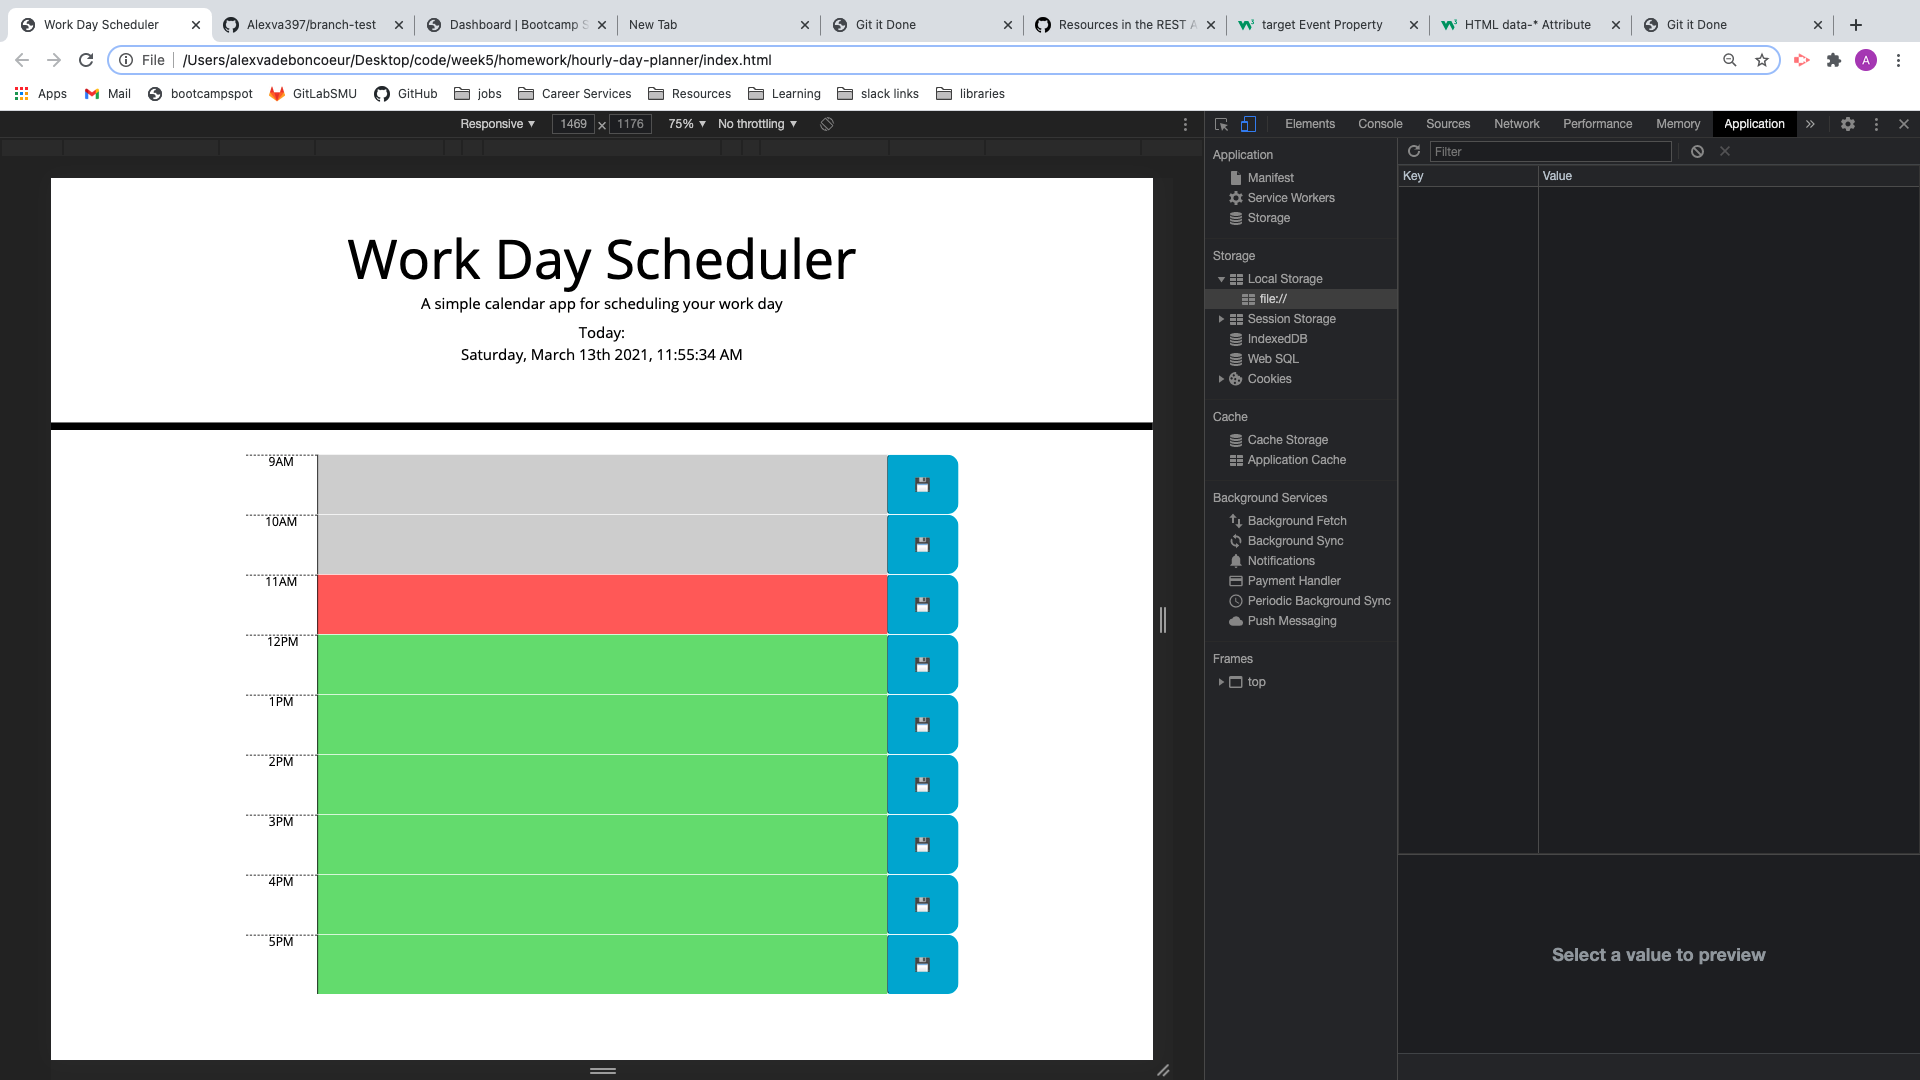 Work Day Scheduler
Alexva397/branch-test
Dashboard | Bootcamp S
New Tab
Git it Done
Resources in the REST A
target Event Property
HTML data-* Attribute
Git it Done
File
/Users/alexvadeboncoeur/Desktop/code/week5/homework/hourly-day-planner/index.html
A
Apps
Mail
bootcampspot
GitLabSMU
GitHub
jobs
Career Services
Resources
Learning
slack links
libraries
Responsive
1469
1176
75%
No throttling
Elements
Console
Sources
Network
Performance
Memory
Application
Work Day Scheduler
A simple calendar app for scheduling your work day
Today:
Saturday, March 13th 2021, 11:55:34 AM
9AM
10AM
11AM
12PM
1PM
2PM
3PM
4PM
5PM
Application
Manifest
Service Workers
Storage
Storage
Local Storage
file://
Session Storage
IndexedDB
Web SQL
Cookies
Cache
Cache Storage
Application Cache
Background Services
Background Fetch
Background Sync
Notifications
Payment Handler
Periodic Background Sync
Push Messaging
Frames
top
Filter
Key
Value
Select a value to preview